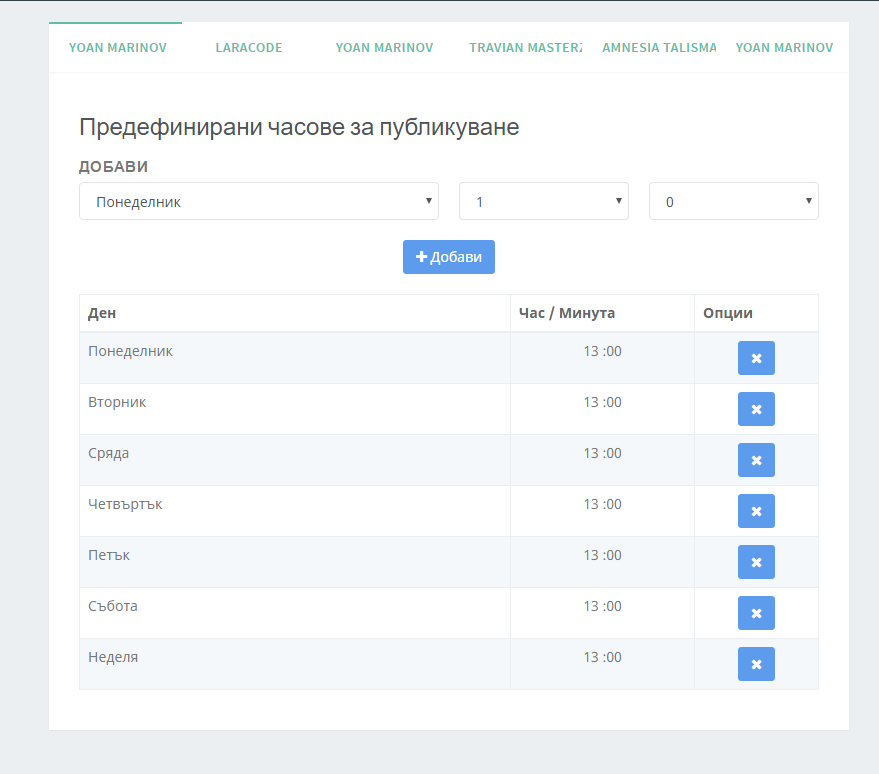 YOAN MARINOV LARACODE YOAN MARINOV TRAVIAN MASTERZ AMNESIA TALISMA YOAN MARINOV
Предефинирани часове за публикуване
ДОБАВИ
Понеделник 1 0
Добави
Ден Час / Минута Опции
Понеделник 13 :00
Вторник 13 :00
Сряда 13 :00
Четвъртък 13 :00
Петък 13 :00
Събота 13 :00
Неделя 13 :00